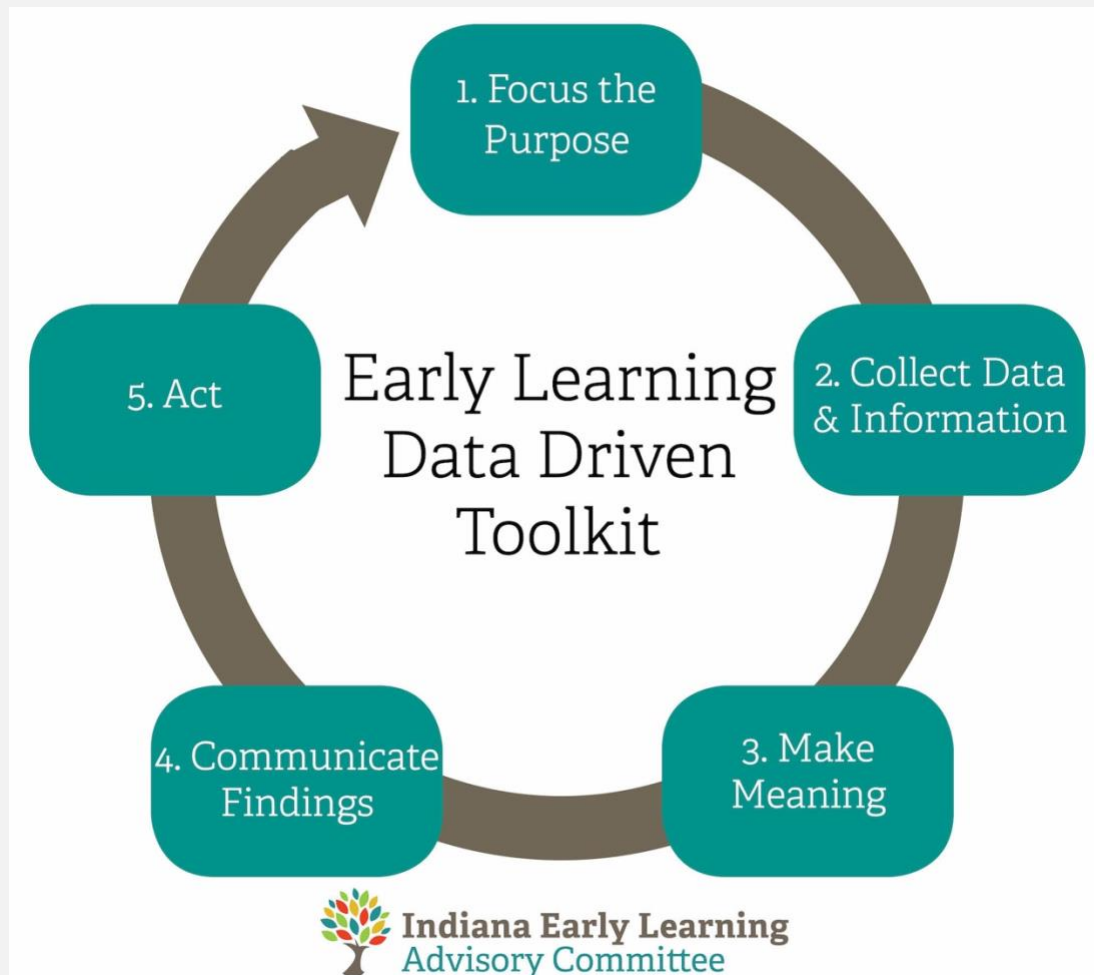 1. Focus the
Purpose
2. Collect Data
& Information
3. Make
Meaning
4. Communicate
Findings
5. Act
Early Learning
Data Driven
Toolkit
Indiana Early Learning
Advisory Committee